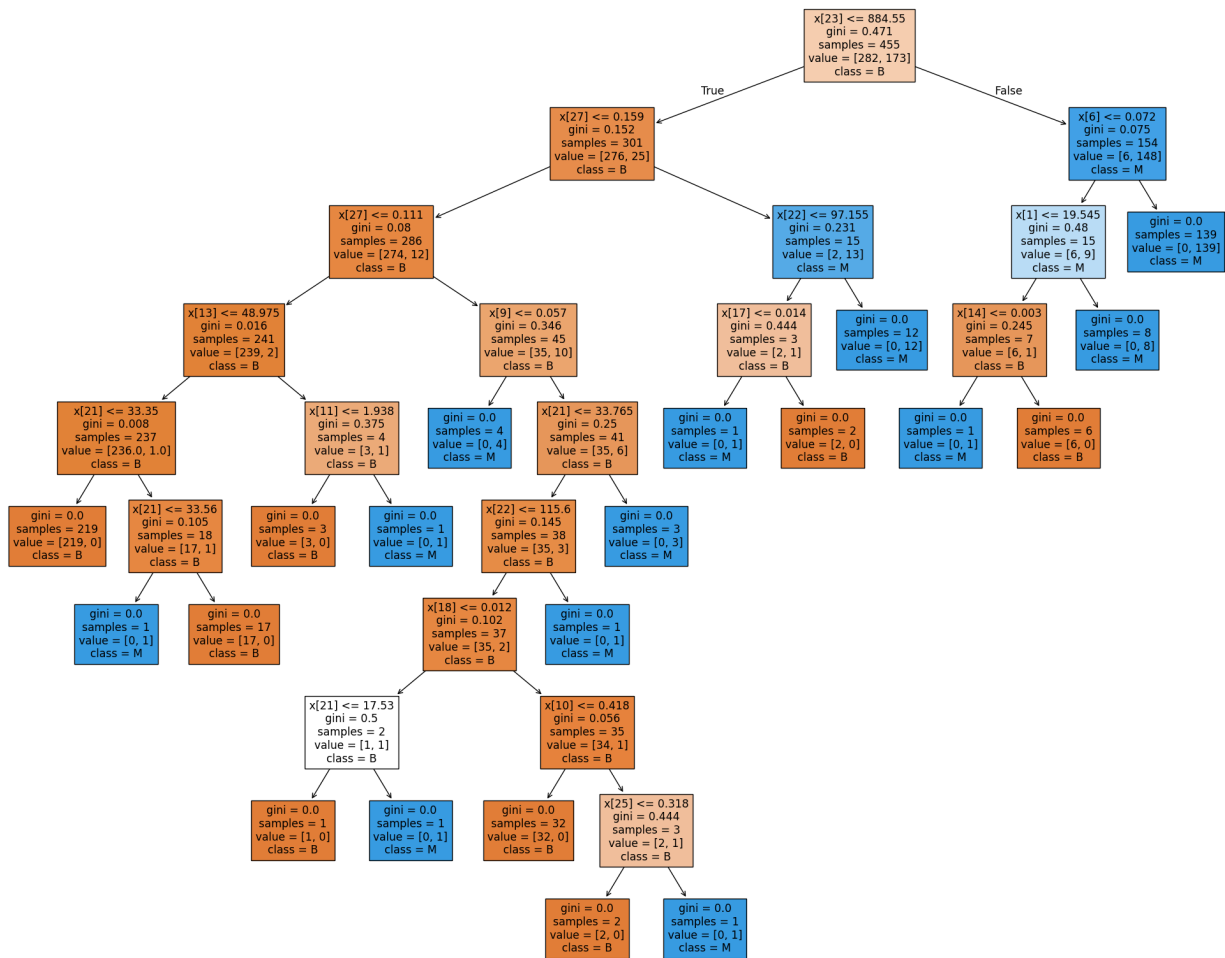 x[23] <= 884.55
gini = 0.471
samples = 455
value = [282, 173]
class = B
True
False
x[27] <= 0.159
gini = 0.152
samples = 301
value = [276, 25]
class = B
x[6] <= 0.072
gini = 0.075
samples = 154
value = [6, 148]
class = M
x[27] <= 0.111
gini = 0.08
samples = 286
value = [274, 12]
class = B
x[22] <= 97.155
gini = 0.231
samples = 15
value = [2, 13]
class = M
x[1] <= 19.545
gini = 0.48
samples = 15
value = [6, 9]
class = M
gini = 0.0
samples = 139
value = [0, 139]
class = M
x[13] <= 48.975
gini = 0.016
samples = 241
value = [239, 2]
class = B
x[9] <= 0.057
gini = 0.346
samples = 45
value = [35, 10]
class = B
x[17] <= 0.014
gini = 0.444
samples = 3
value = [2, 1]
class = B
gini = 0.0
samples = 12
value = [0, 12]
class = M
x[14] <= 0.003
gini = 0.245
samples = 7
value = [6, 1]
class = B
gini = 0.0
samples = 8
value = [0, 8]
class = M
x[21] <= 33.35
gini = 0.008
samples = 237
value = [236.0, 1.0]
class = B
x[11] <= 1.938
gini = 0.375
samples = 4
value = [3, 1]
class = B
gini = 0.0
samples = 4
value = [0, 4]
class = M
x[21] <= 33.765
gini = 0.25
samples = 41
value = [35, 6]
class = B
gini = 0.0
samples = 1
value = [0, 1]
class = M
gini = 0.0
samples = 2
value = [2, 0]
class = B
gini = 0.0
samples = 1
value = [0, 1]
class = M
gini = 0.0
samples = 6
value = [6, 0]
class = B
gini = 0.0
samples = 219
value = [219, 0]
class = B
x[21] <= 33.56
gini = 0.105
samples = 18
value = [17, 1]
class = B
gini = 0.0
samples = 3
value = [3, 0]
class = B
gini = 0.0
samples = 1
value = [0, 1]
class = M
x[22] <= 115.6
gini = 0.145
samples = 38
value = [35, 3]
class = B
gini = 0.0
samples = 3
value = [0, 3]
class = M
gini = 0.0
samples = 1
value = [0, 1]
class = M
gini = 0.0
samples = 17
value = [17, 0]
class = B
x[18] <= 0.012
gini = 0.102
samples = 37
value = [35, 2]
class = B
gini = 0.0
samples = 1
value = [0, 1]
class = M
x[21] <= 17.53
gini = 0.5
samples = 2
value = [1, 1]
class = B
x[10] <= 0.418
gini = 0.056
samples = 35
value = [34, 1]
class = B
gini = 0.0
samples = 1
value = [1, 0]
class = B
gini = 0.0
samples = 1
value = [0, 1]
class = M
gini = 0.0
samples = 32
value = [32, 0]
class = B
x[25] <= 0.318
gini = 0.444
samples = 3
value = [2, 1]
class = B
gini = 0.0
samples = 2
value = [2, 0]
class = B
gini = 0.0
samples = 1
value = [0, 1]
class = M